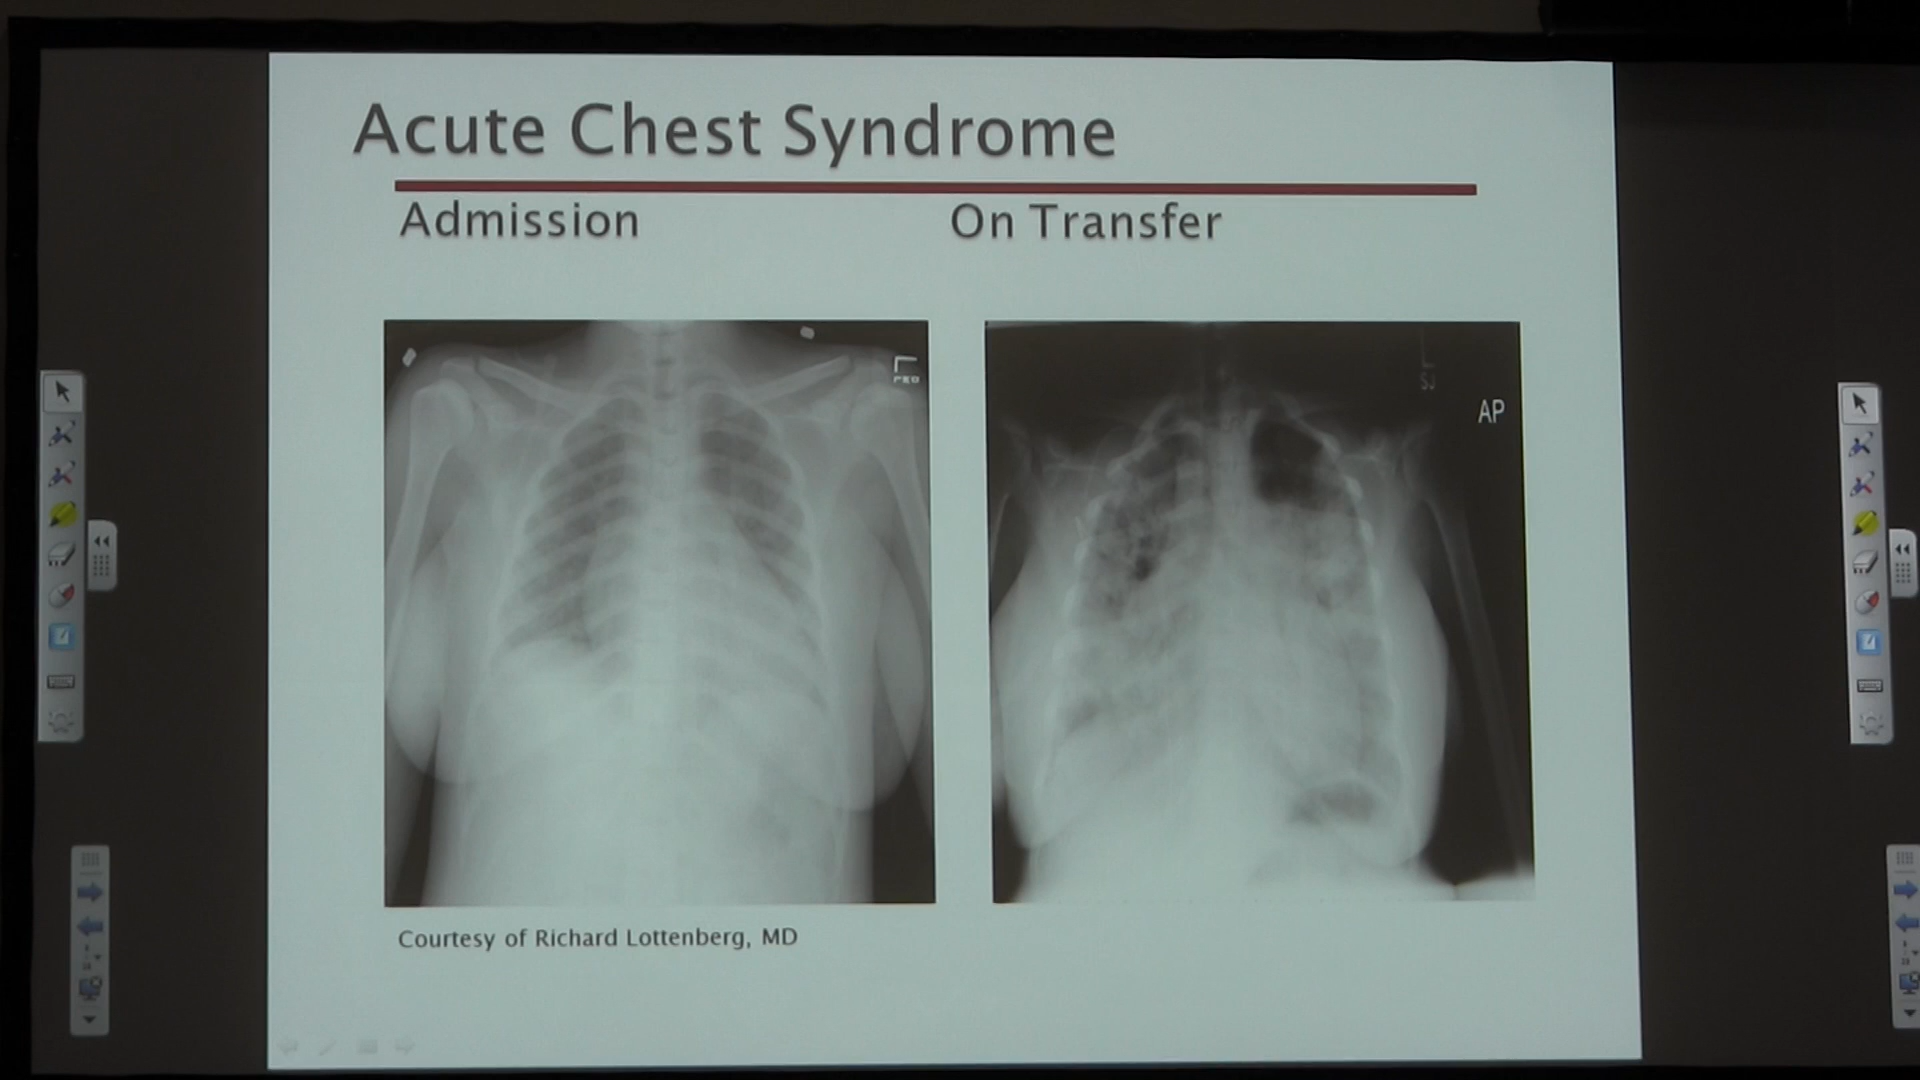 Acute Chest Syndrome
Admission
On Transfer
L
AP
Courtesy of Richard Lottenberg, MD